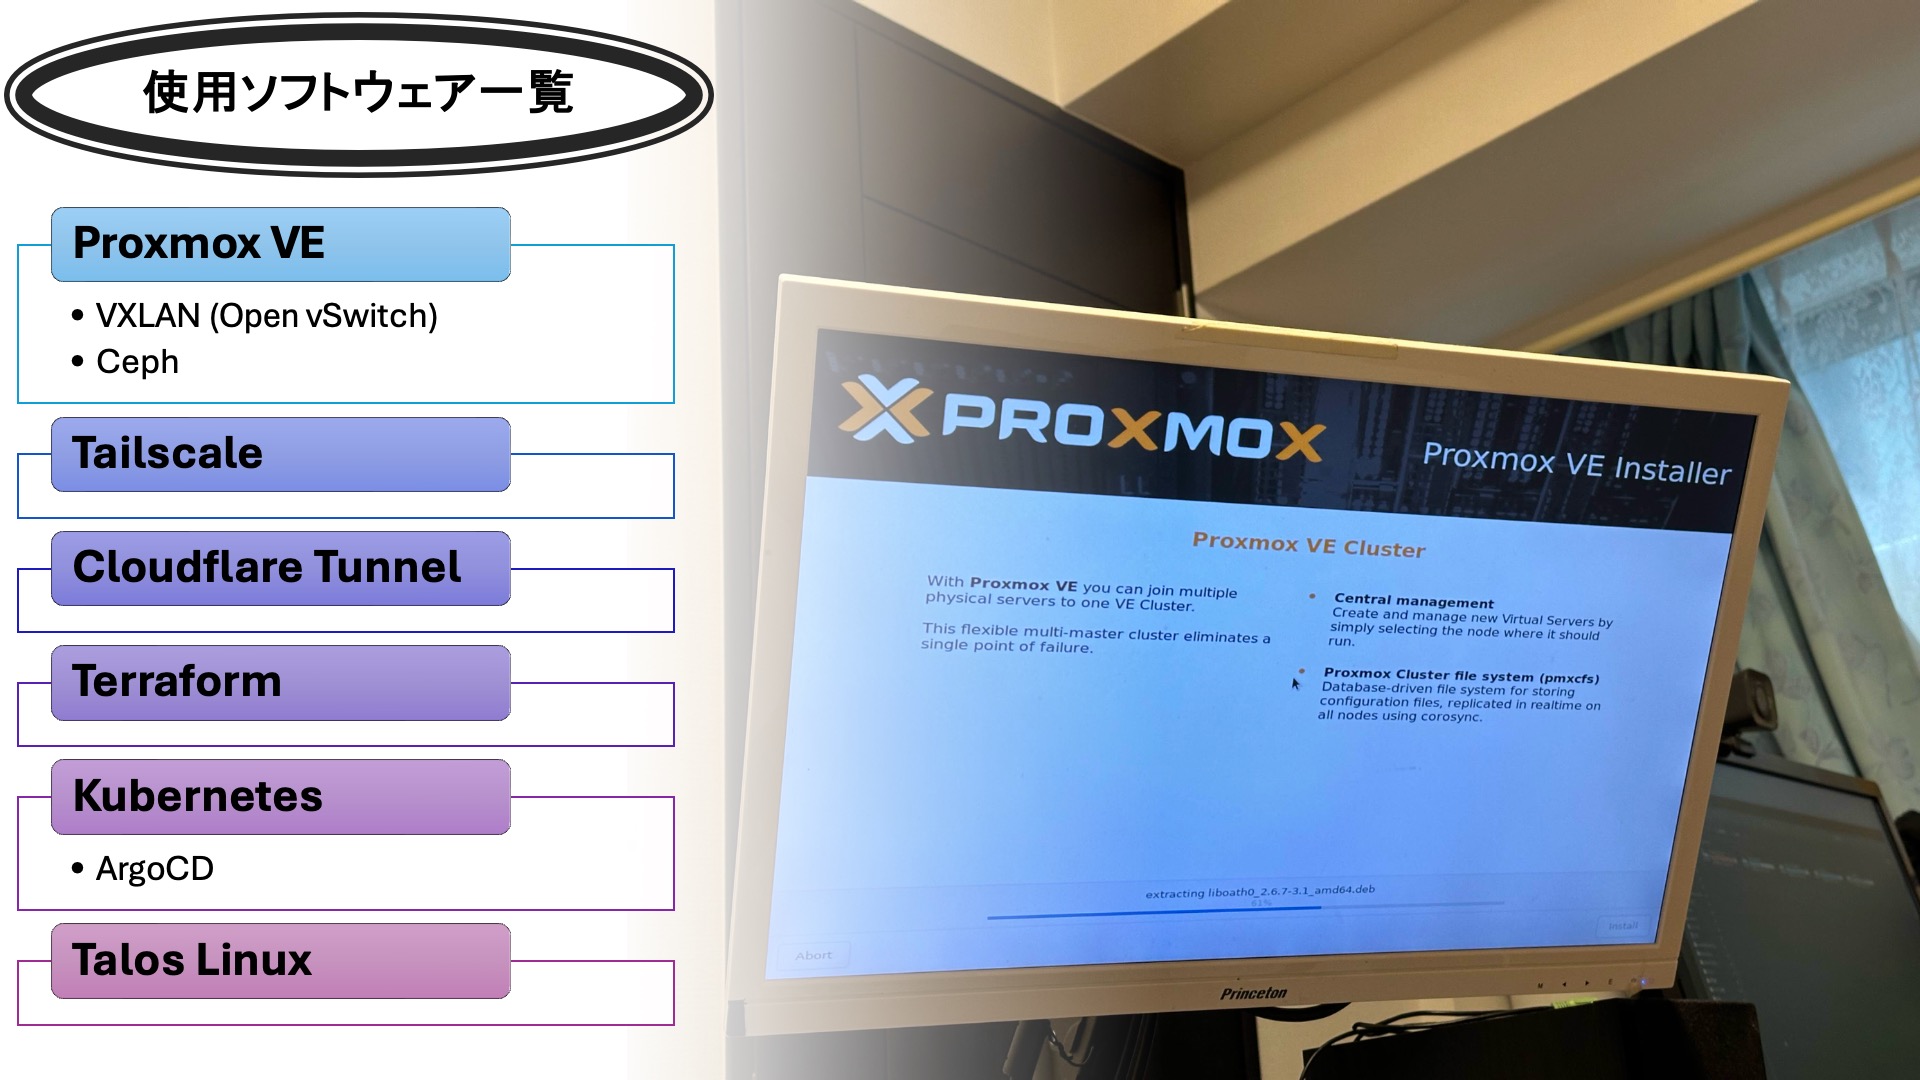 使用ソフトウェア一覧
Proxmox VE
• VXLAN (Open vSwitch)
• Ceph
Tailscale
Cloudflare Tunnel
Terraform
Kubernetes
• ArgoCD
Talos Linux
PROXMOX
Proxmox VE Installer
Proxmox VE Cluster
With Proxmox VE you can join multiple
physical servers to one VE Cluster.
This flexible multi-master cluster eliminates a
single point of failure.
• Central management
Create and manage new Virtual Servers by
simply selecting the node where it should
run.
• Proxmox Cluster file system (pmxcfs)
Database-driven file system for storing
configuration files, replicated in realtime on
all nodes using corosync.
extracting liboath0_2.6.7-3.1_amd64.deb
61%
Abort
Install
Princeton